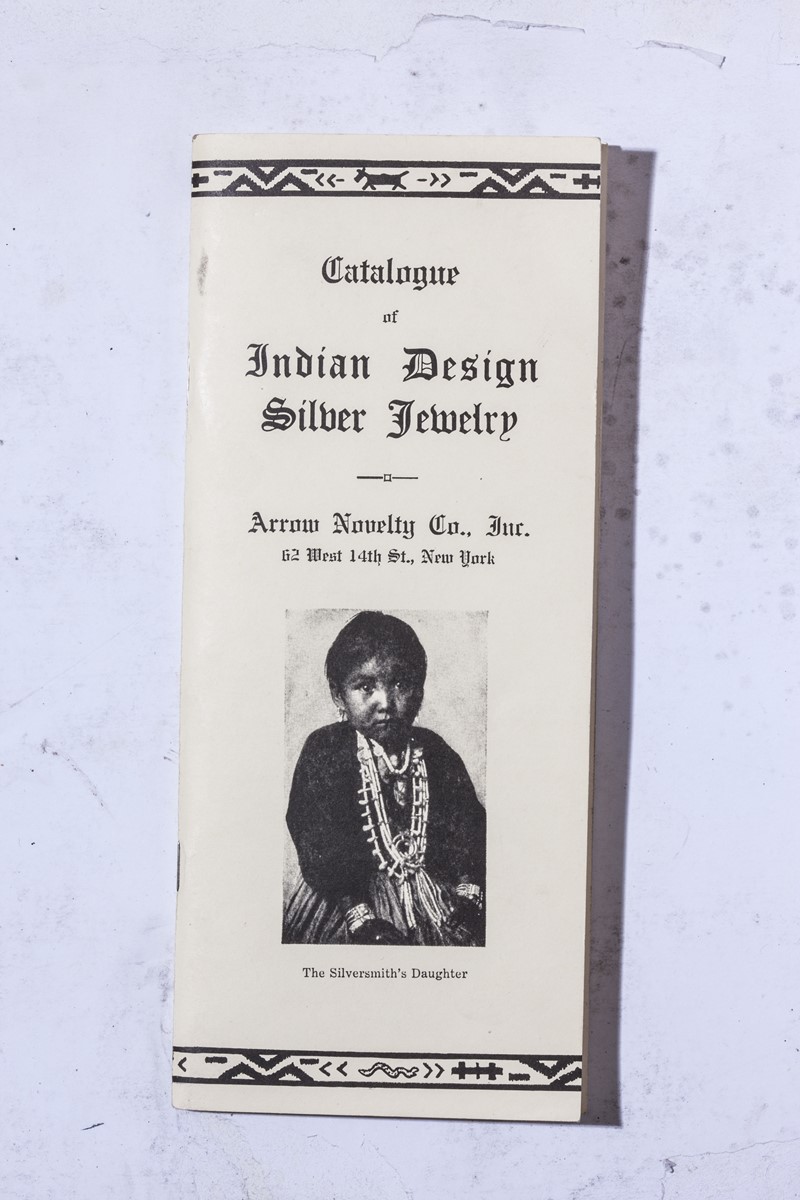 Catalogue
of
Indian Design
Silver Jewelry
Arrow Novelty Co., Inc.
62 West 14th St., New York
The Silversmith's Daughter